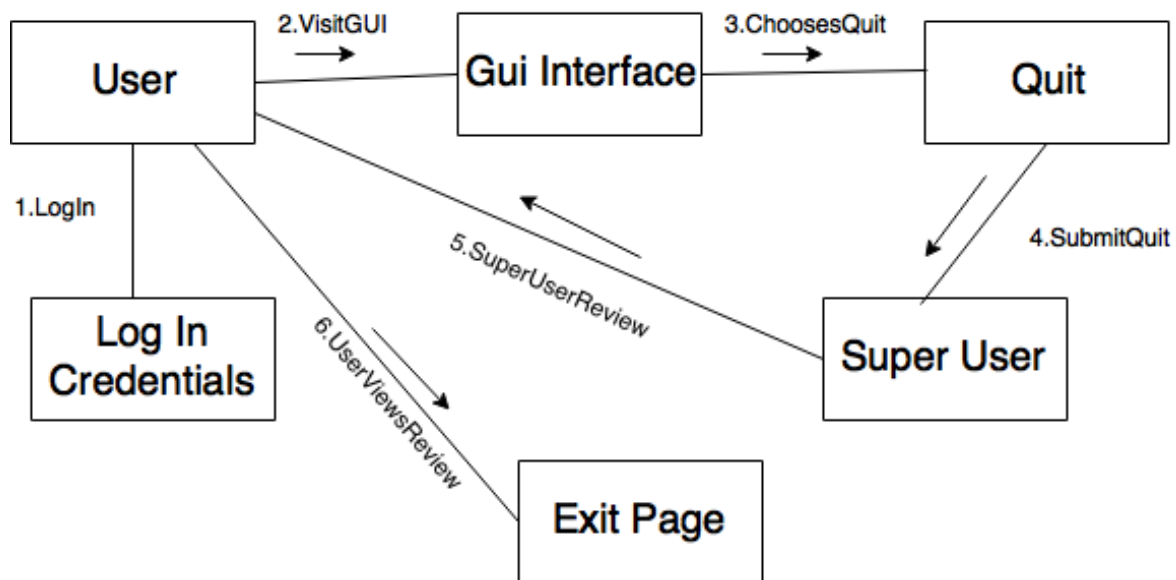 2.VisitGUI
3.ChoosesQuit
User
Gui Interface
Quit
1.LogIn
5.SuperUserReview
4.SubmitQuit
Log In
Credentials
6.UserViewsReview
Super User
Exit Page